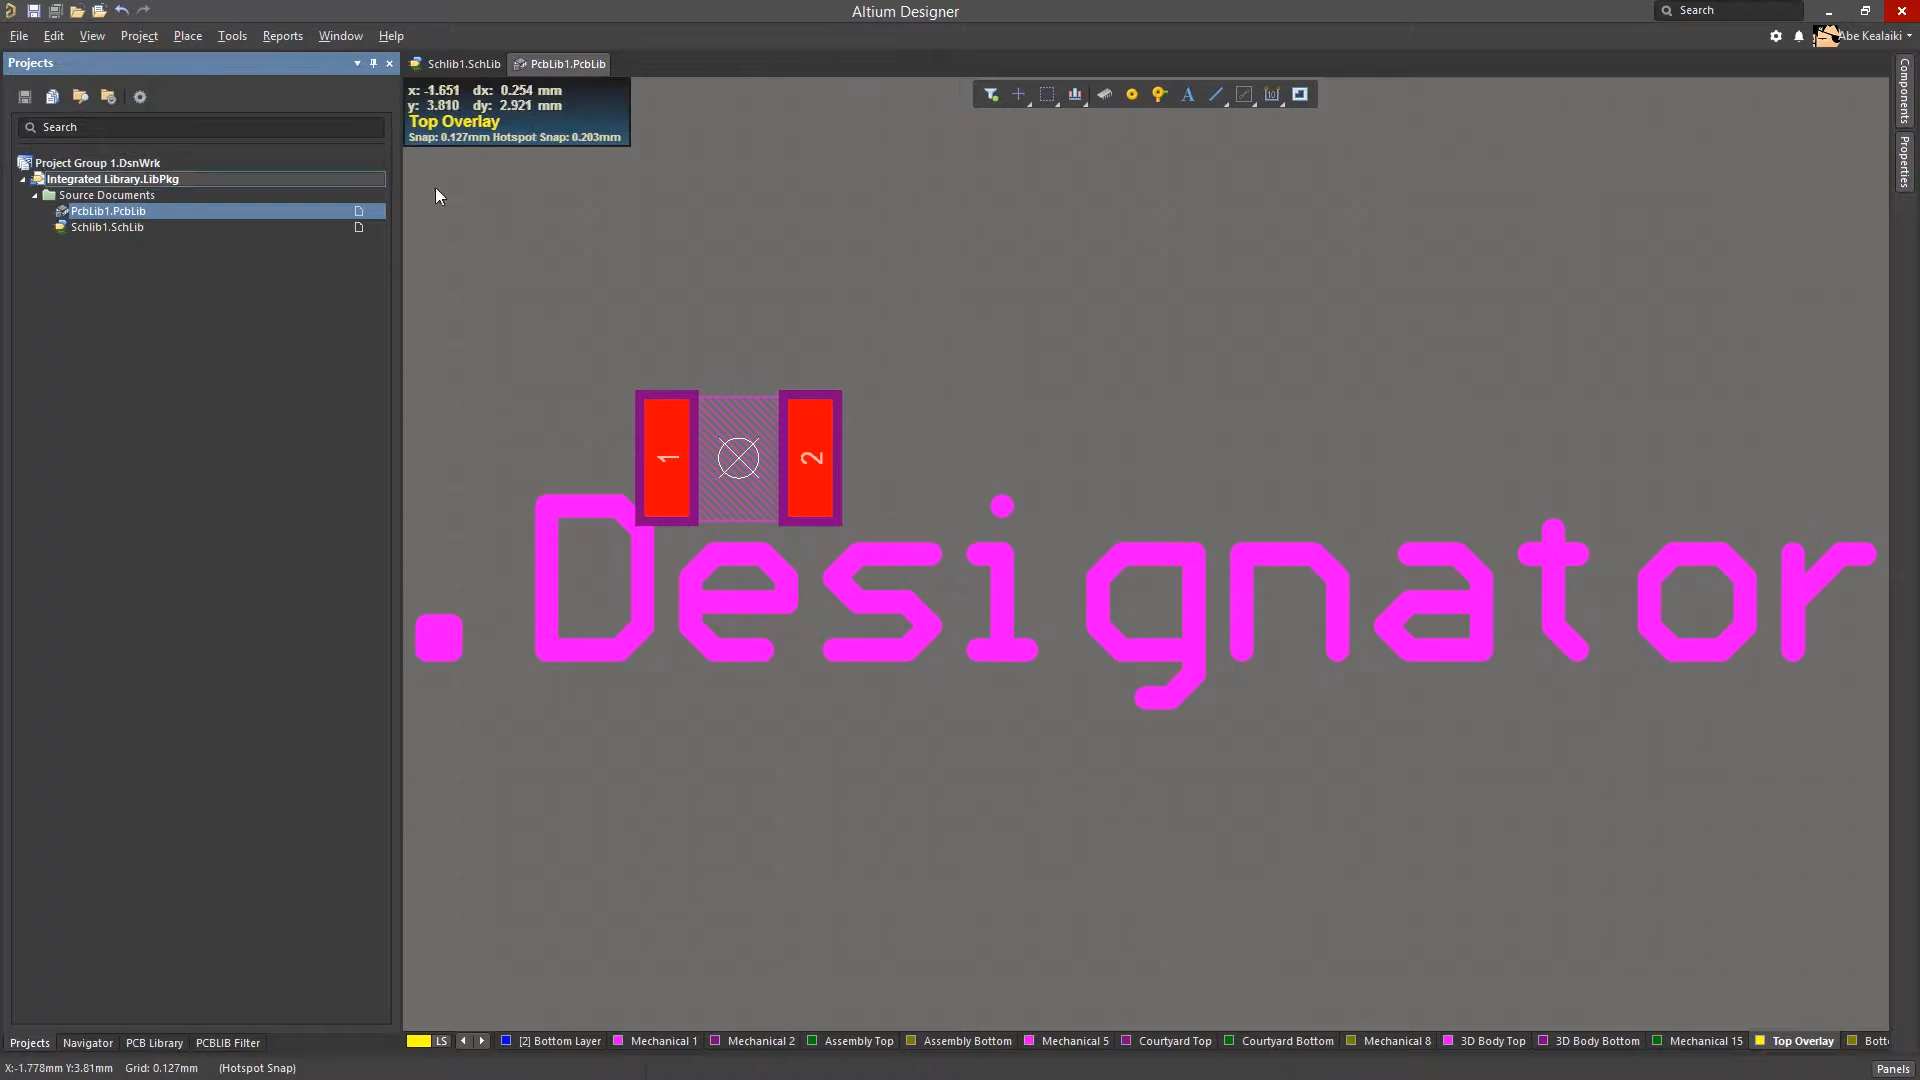 Altium Designer
Search
File Edit View Project Place Tools Reports Window Help
Abe Kealaiki
Projects
Schlib1.SchLib
PcbLib1.PcbLib
x: -1.651 dx: 0.254 mm
y: 3.810 dy: 2.921 mm
Top Overlay
Snap: 0.127mm Hotspot Snap: 0.203mm
Search
Project Group 1.DsnWrk
Integrated Library.LibPkg
Source Documents
PcbLib1.PcbLib
Schlib1.SchLib
Components
Properties
1
2
.Designator
LS
[2] Bottom Layer
Mechanical 1
Mechanical 2
Assembly Top
Assembly Bottom
Mechanical 5
Courtyard Top
Courtyard Bottom
Mechanical 8
3D Body Top
3D Body Bottom
Mechanical 15
Top Overlay
Bott
Projects Navigator PCB Library PCBLIB Filter
X:-1.778mm Y:3.81mm Grid: 0.127mm (Hotspot Snap)
Panels